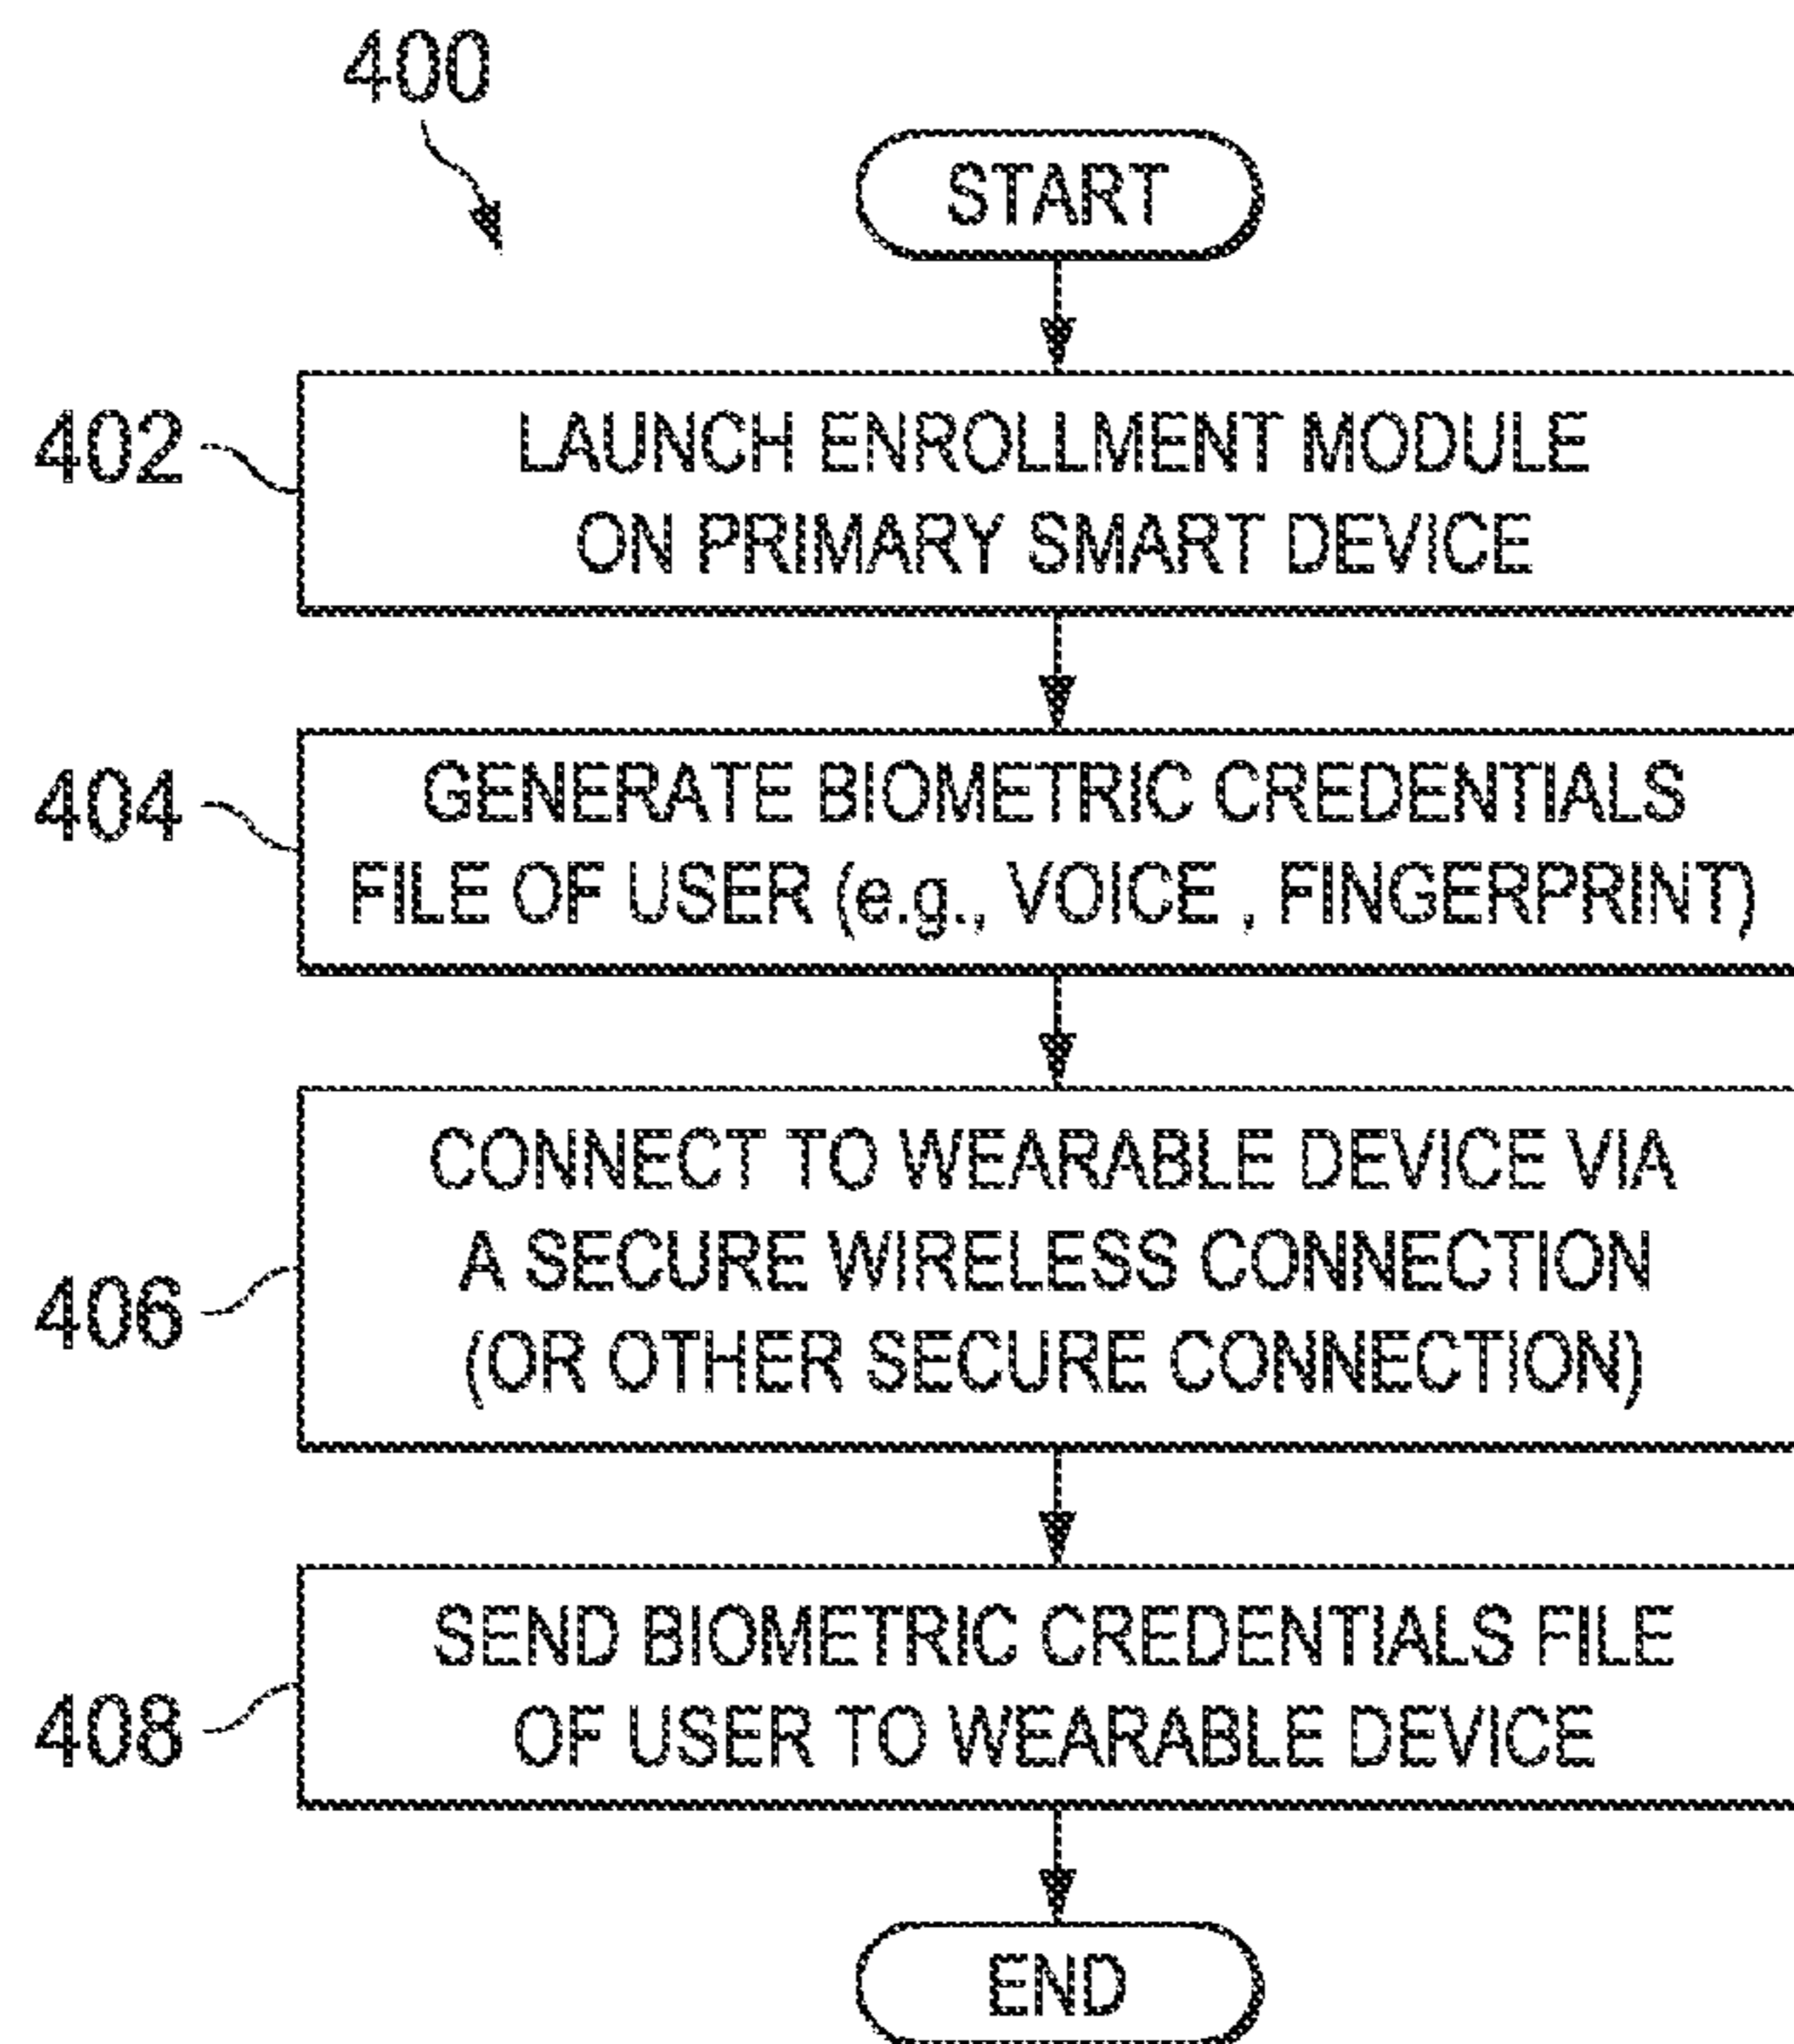 400
START
402
LAUNCH ENROLLMENT MODULE
ON PRIMARY SMART DEVICE
404
GENERATE BIOMETRIC CREDENTIALS
FILE OF USER (e.g., VOICE , FINGERPRINT)
406
CONNECT TO WEARABLE DEVICE VIA
A SECURE WIRELESS CONNECTION
(OR OTHER SECURE CONNECTION)
408
SEND BIOMETRIC CREDENTIALS FILE
OF USER TO WEARABLE DEVICE
END